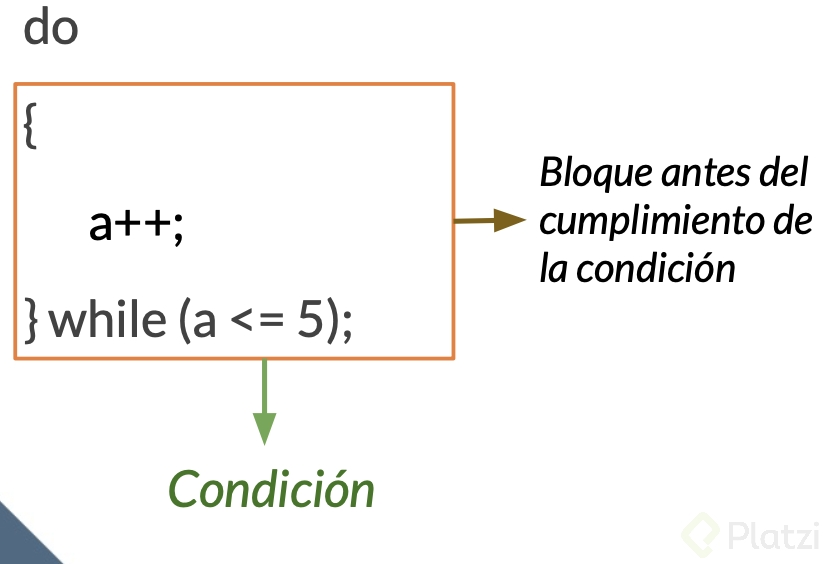 do
{
a++;
} while (a <= 5);
Bloque antes del
cumplimiento de
la condición
Condición
Platzi